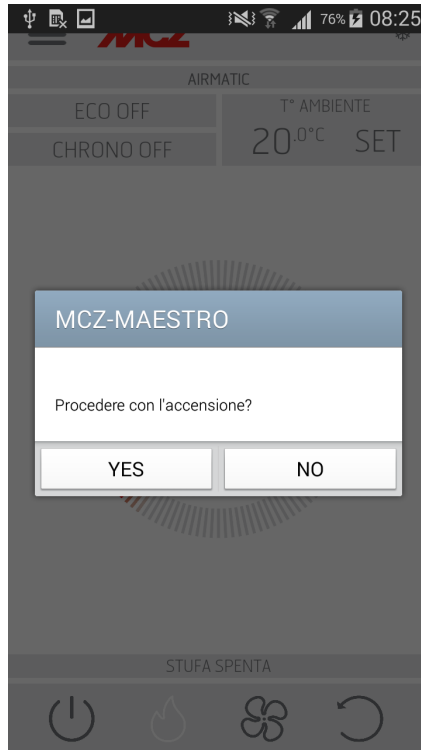 76% 08:25
MCZ
AIRMATIC
ECO OFF
T° AMBIENTE
CHRONO OFF
20.0°C SET
MCZ-MAESTRO
Procedere con l'accensione?
YES NO
STUFA SPENTA